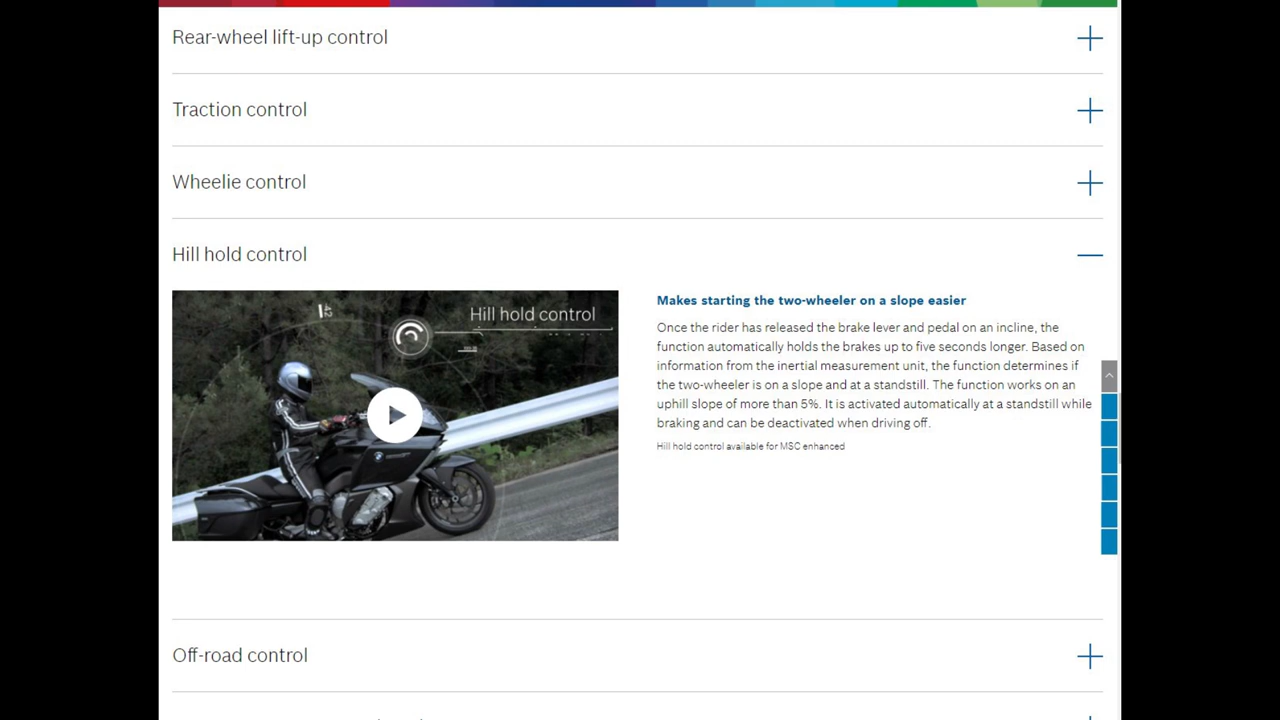 Rear-wheel lift-up control
Traction control
Wheelie control
Hill hold control
Hill hold control
Makes starting the two-wheeler on a slope easier
Once the rider has released the brake lever and pedal on an incline, the
function automatically holds the brakes up to five seconds longer. Based on
information from the inertial measurement unit, the function determines if
the two-wheeler is on a slope and at a standstill. The function works on an
uphill slope of more than 5%. It is activated automatically at a standstill while
braking and can be deactivated when driving off.
Hill hold control available for MSC enhanced
Off-road control